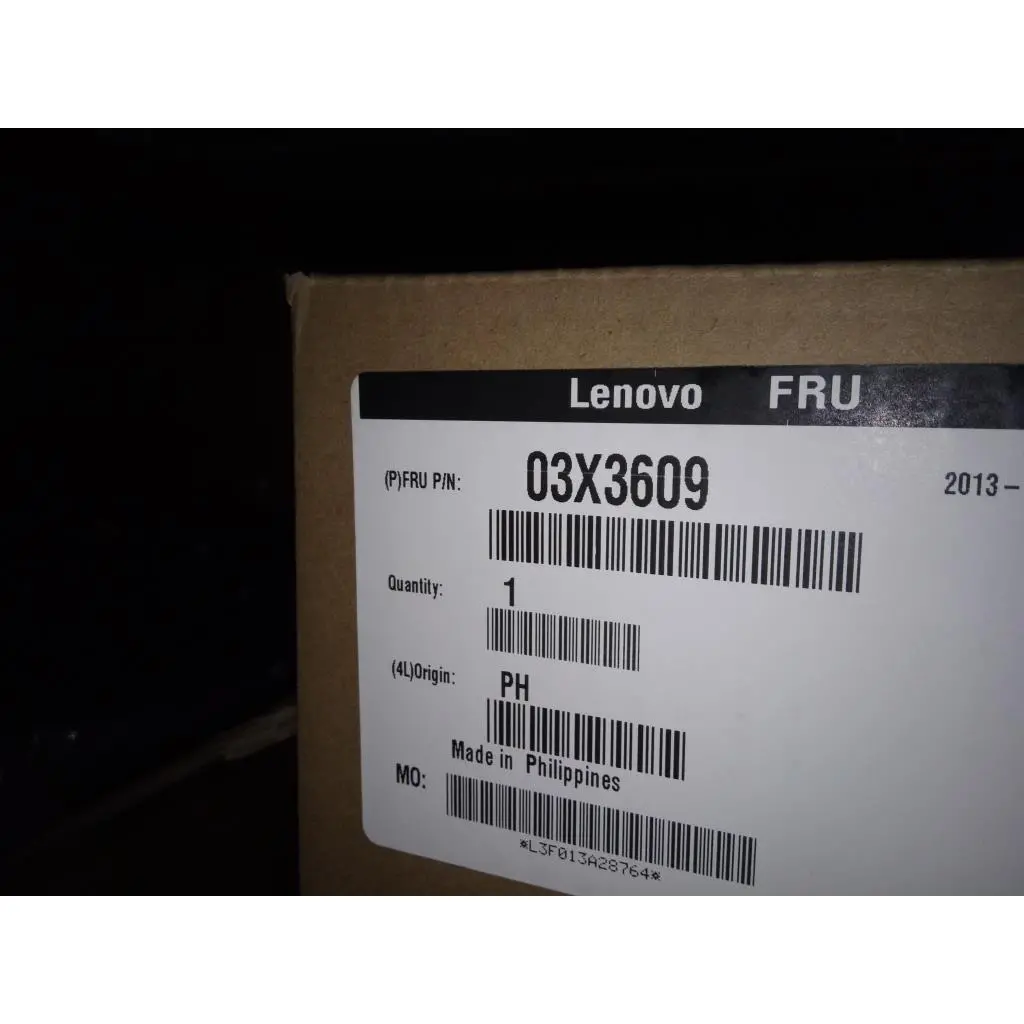 Lenovo FRU
(P)FRU P/N: 03X3609 2013-
Quantity: 1
(4L)Origin: PH
Made in Philippines
MO:
*L3F013A28764*